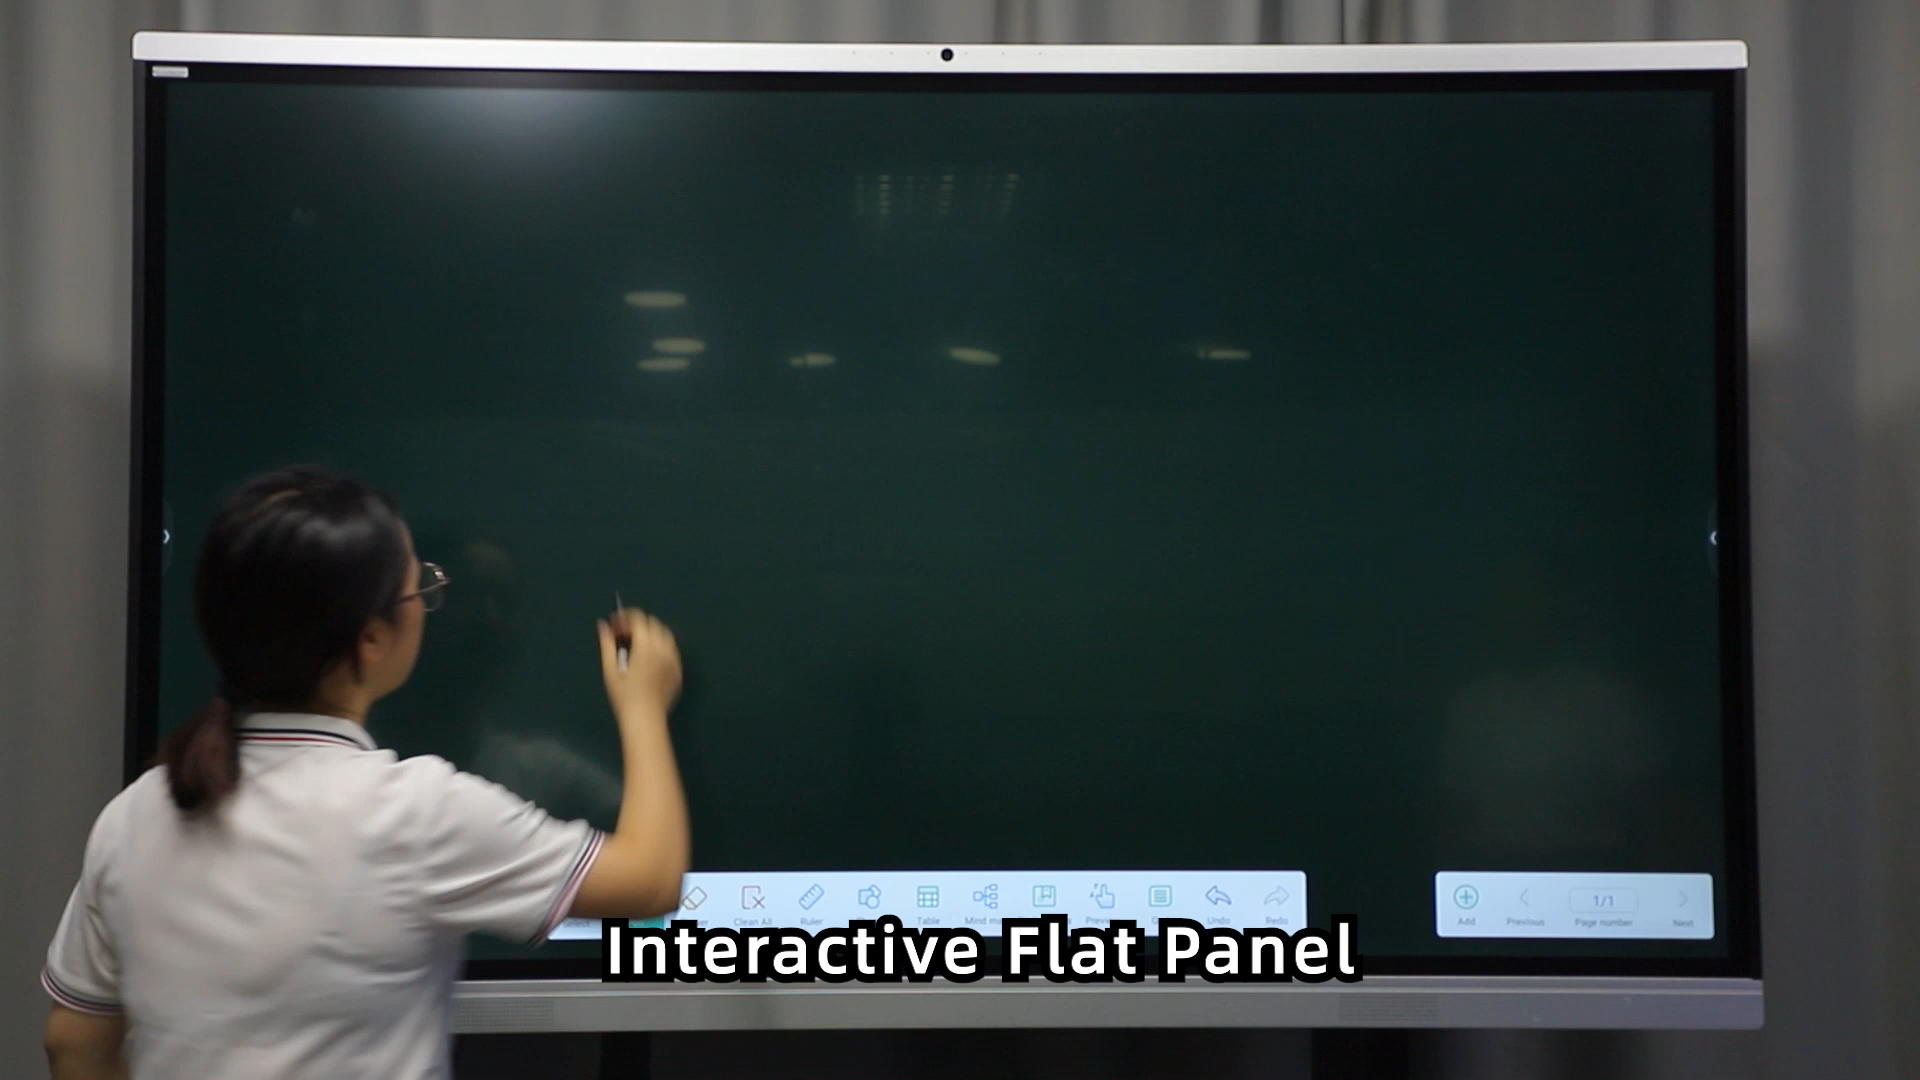 Clean All
Ruler
Table
Undo
Redo
Add
Previous
1/1
Page number
Next
Interactive Flat Panel